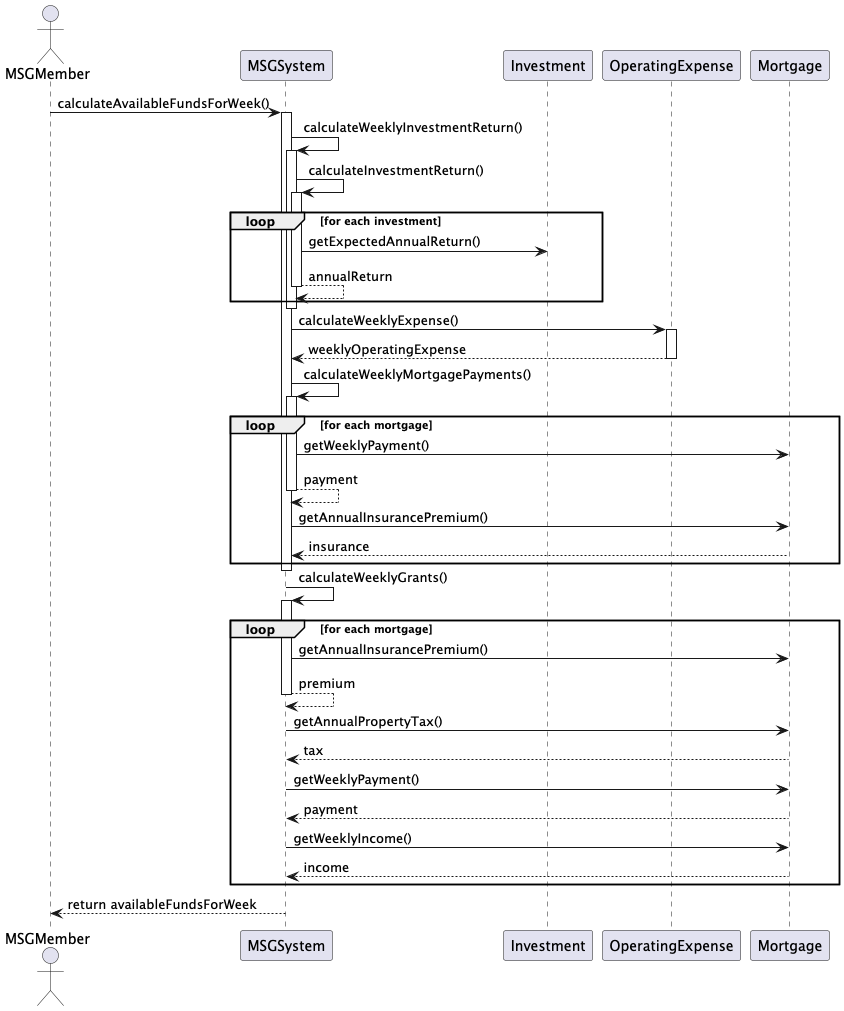 MSGMember
MSGSystem
Investment
OperatingExpense
Mortgage
calculateAvailableFundsForWeek()
calculateWeeklyInvestmentReturn()
calculateInvestmentReturn()
loop [for each investment]
getExpectedAnnualReturn()
annualReturn
calculateWeeklyExpense()
weeklyOperatingExpense
calculateWeeklyMortgagePayments()
loop [for each mortgage]
getWeeklyPayment()
payment
getAnnualInsurancePremium()
insurance
calculateWeeklyGrants()
loop [for each mortgage]
getAnnualInsurancePremium()
premium
getAnnualPropertyTax()
tax
getWeeklyPayment()
payment
getWeeklyIncome()
income
return availableFundsForWeek
MSGMember
MSGSystem
Investment
OperatingExpense
Mortgage